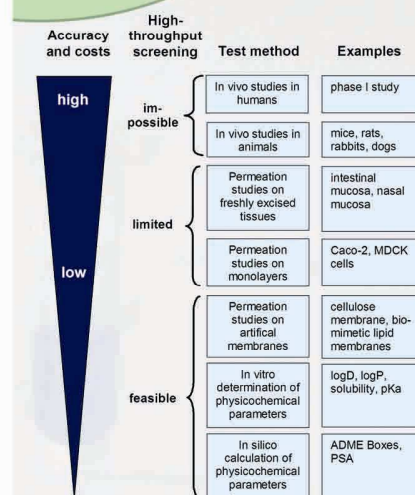 Accuracy
and costs
High-
throughput
screening
Test method
Examples
high
low
im-
possible
In vivo studies in
humans
phase I study
In vivo studies in
animals
mice, rats,
rabbits, dogs
limited
Permeation
studies on
freshly excised
tissues
intestinal
mucosa, nasal
mucosa
Permeation
studies on
monolayers
Caco-2, MDCK
cells
feasible
Permeation
studies on
artifical
membranes
cellulose
membrane, bio-
mimetic lipid
membranes
In vitro
determination of
physicochemical
parameters
logD, logP,
solubility, pKa
In silico
calculation of
physicochemical
parameters
ADME Boxes,
PSA